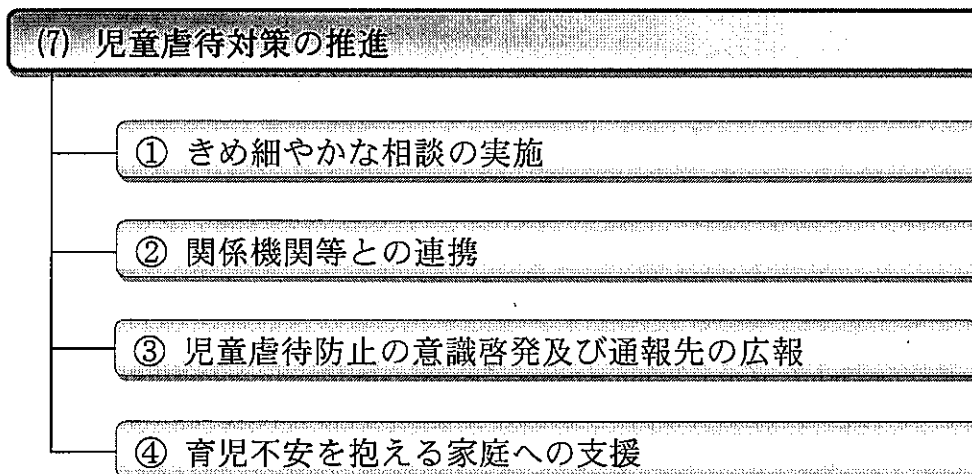 (7) 児童虐待対策の推進
① きめ細やかな相談の実施
② 関係機関等との連携
③ 児童虐待防止の意識啓発及び通報先の広報
④ 育児不安を抱える家庭への支援